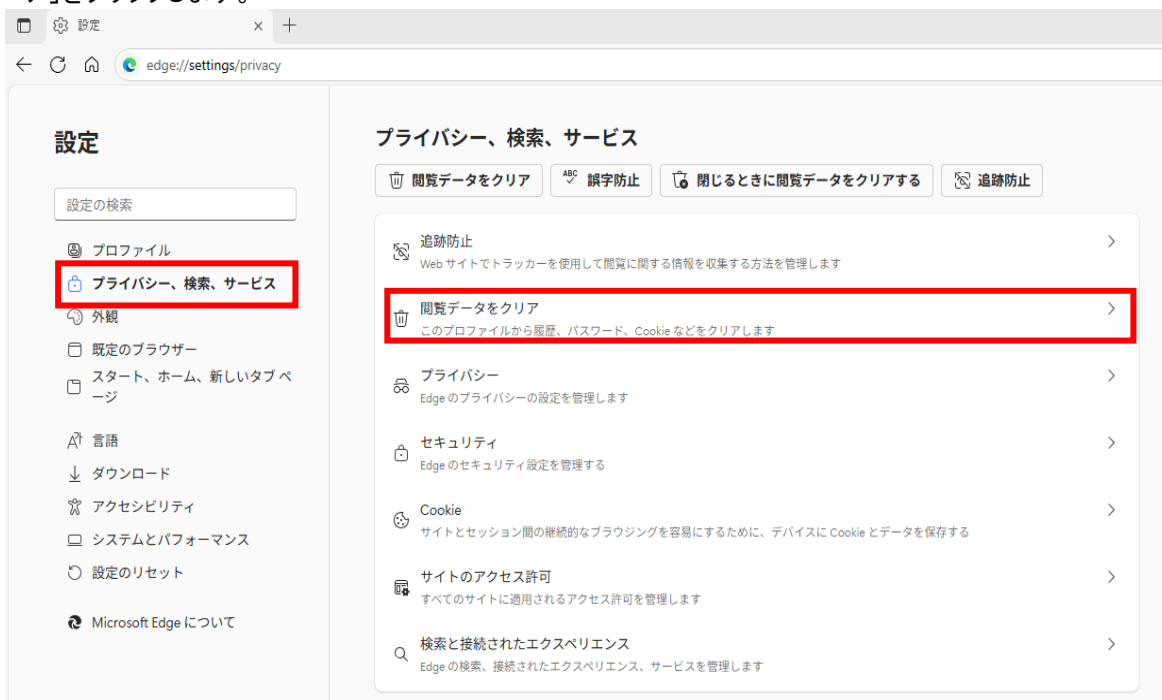 ア」をクリックします。
設定
edge://settings/privacy
設定
設定の検索
プロファイル
プライバシー、検索、サービス
外観
既定のブラウザー
スタート、ホーム、新しいタブ ペ
ージ
言語
ダウンロード
アクセシビリティ
システムとパフォーマンス
設定のリセット
Microsoft Edge について
プライバシー、検索、サービス
閲覧データをクリア
ABC 誤字防止
閉じるときに閲覧データをクリアする
追跡防止
追跡防止
Web サイトでトラッカーを使用して閲覧に関する情報を収集する方法を管理します
閲覧データをクリア
このプロファイルから履歴、パスワード、Cookie などをクリアします
プライバシー
Edge のプライバシーの設定を管理します
セキュリティ
Edge のセキュリティ設定を管理する
Cookie
サイトとセッション間の継続的なブラウジングを容易にするために、デバイスに Cookie とデータを保存する
サイトのアクセス許可
すべてのサイトに適用されるアクセス許可を管理します
検索と接続されたエクスペリエンス
Edge の検索、接続されたエクスペリエンス、サービスを管理します